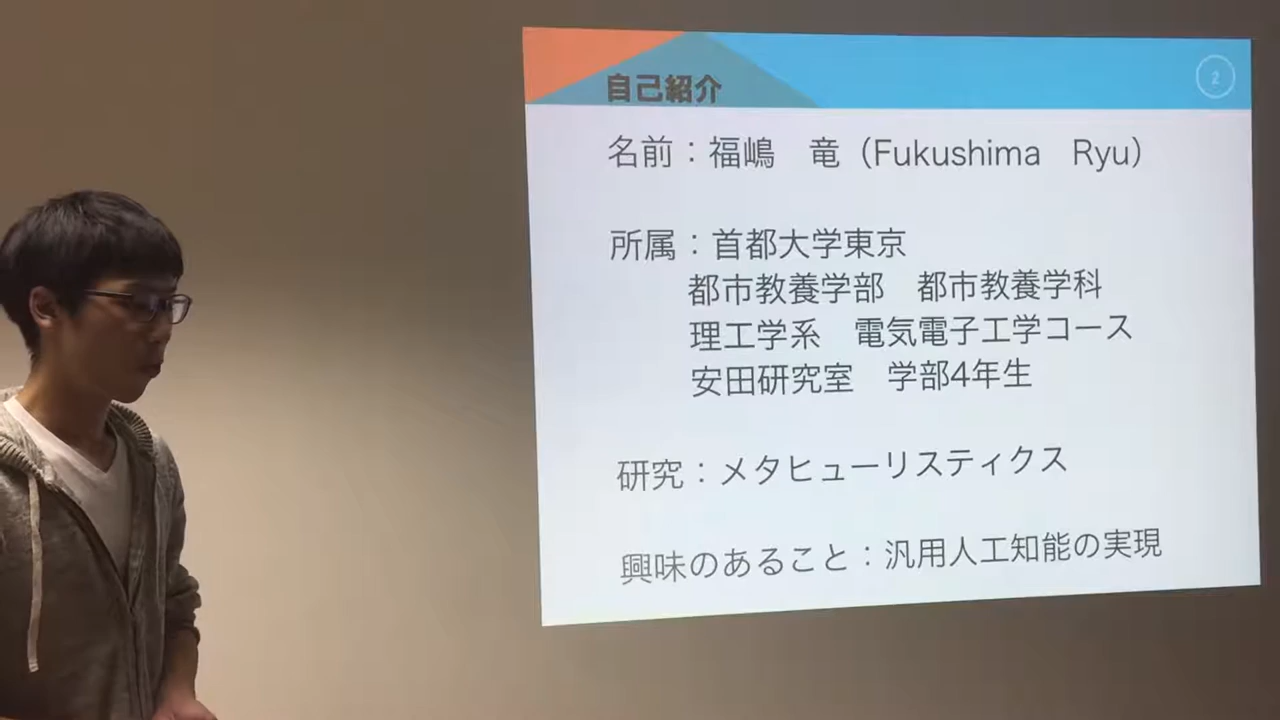 自己紹介
2
名前：福嶋　竜（Fukushima　Ryu）
所属：首都大学東京
都市教養学部　都市教養学科
理工学系　電気電子工学コース
安田研究室　学部4年生
研究：メタヒューリスティクス
興味のあること：汎用人工知能の実現